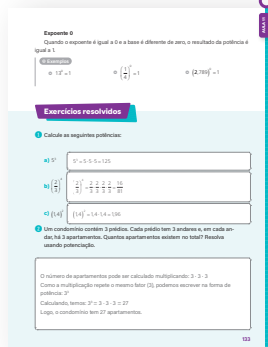 AULA 11
Expoente 0
Quando o expoente é igual a 0 e a base é diferente de zero, o resultado da potência é
igual a 1.
Exemplos
13⁰ = 1
(1/4)⁰ = 1
(2,789)⁰ = 1
Exercícios resolvidos
1 Calcule as seguintes potências:
a) 5³
5³ = 5·5·5 = 125
b) (2/3)⁴
(2/3)⁴ = 2/3 · 2/3 · 2/3 · 2/3 = 16/81
c) (1,4)²
(1,4)² = 1,4·1,4 = 1,96
2 Um condomínio contém 3 prédios. Cada prédio tem 3 andares e, em cada an-
dar, há 3 apartamentos. Quantos apartamentos existem no total? Resolva
usando potenciação.
O número de apartamentos pode ser calculado multiplicando: 3 · 3 · 3
Como a multiplicação repete o mesmo fator (3), podemos escrever na forma de
potência: 3³
Calculando, temos: 3³ = 3 · 3 · 3 = 27
Logo, o condomínio tem 27 apartamentos.
133